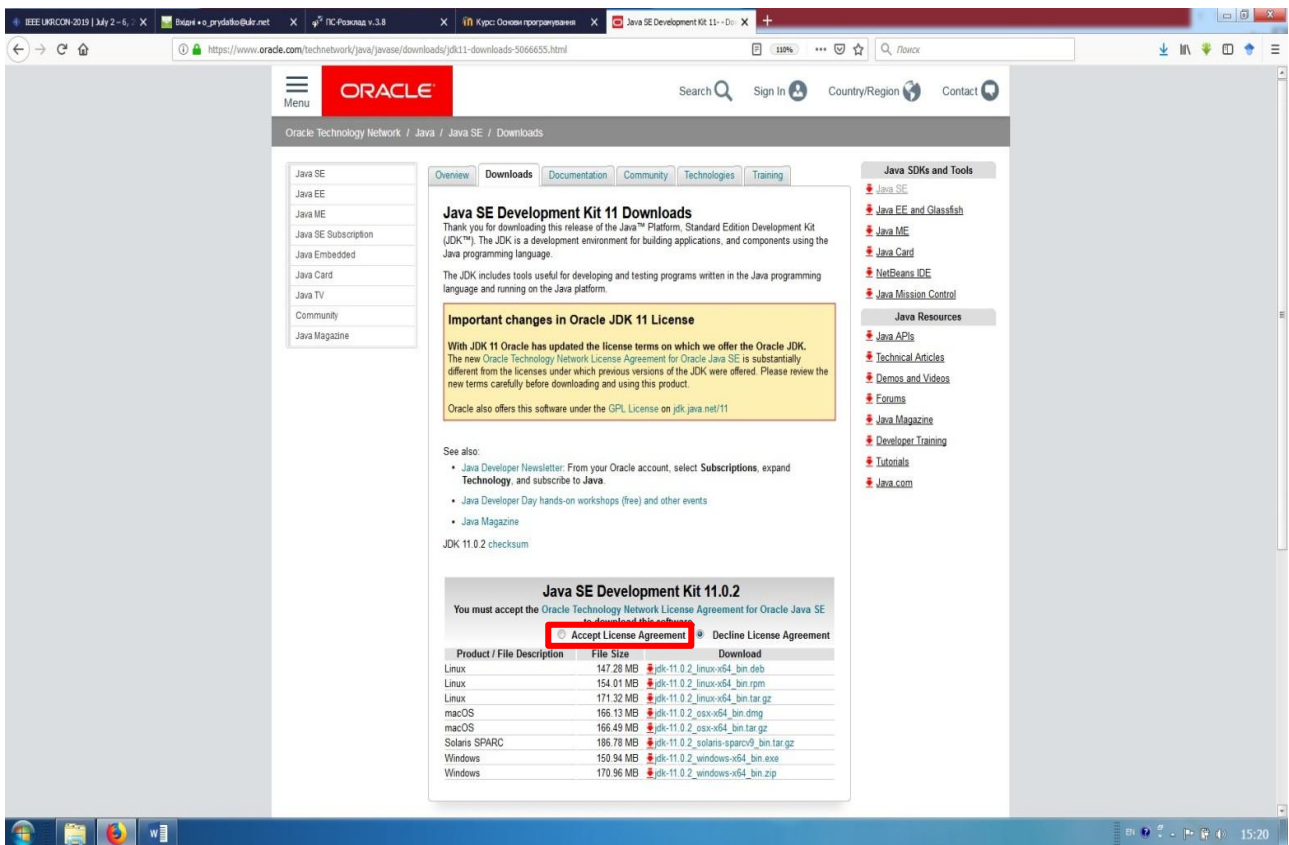 IEEE UKRCON-2019 | July 2 – 6, 2
Вхідні • o_prydatko@ukr.net
ПС-Розклад v.3.8
Курс: Основи програмування
Java SE Development Kit 11- - Do
https://www.oracle.com/technetwork/java/javase/downloads/jdk11-downloads-5066655.html
110%
Поиск
Menu
ORACLE
Search
Sign In
Country/Region
Contact
Oracle Technology Network / Java / Java SE / Downloads
Java SE
Java EE
Java ME
Java SE Subscription
Java Embedded
Java Card
Java TV
Community
Java Magazine
Overview
Downloads
Documentation
Community
Technologies
Training
Java SE Development Kit 11 Downloads
Thank you for downloading this release of the Java™ Platform, Standard Edition Development Kit
(JDK™). The JDK is a development environment for building applications, and components using the
Java programming language.
The JDK includes tools useful for developing and testing programs written in the Java programming
language and running on the Java platform.
Important changes in Oracle JDK 11 License
With JDK 11 Oracle has updated the license terms on which we offer the Oracle JDK.
The new Oracle Technology Network License Agreement for Oracle Java SE is substantially
different from the licenses under which previous versions of the JDK were offered. Please review the
new terms carefully before downloading and using this product.
Oracle also offers this software under the GPL License on jdk.java.net/11
See also:
• Java Developer Newsletter: From your Oracle account, select Subscriptions, expand
Technology, and subscribe to Java.
• Java Developer Day hands-on workshops (free) and other events
• Java Magazine
JDK 11.0.2 checksum
Java SE Development Kit 11.0.2
You must accept the Oracle Technology Network License Agreement for Oracle Java SE
to download this software.
Accept License Agreement
Decline License Agreement
Product / File Description File Size Download
Linux 147.28 MB jdk-11.0.2_linux-x64_bin.deb
Linux 154.01 MB jdk-11.0.2_linux-x64_bin.rpm
Linux 171.32 MB jdk-11.0.2_linux-x64_bin.tar.gz
macOS 166.13 MB jdk-11.0.2_osx-x64_bin.dmg
macOS 166.49 MB jdk-11.0.2_osx-x64_bin.tar.gz
Solaris SPARC 186.78 MB jdk-11.0.2_solaris-sparcv9_bin.tar.gz
Windows 150.94 MB jdk-11.0.2_windows-x64_bin.exe
Windows 170.96 MB jdk-11.0.2_windows-x64_bin.zip
Java SDKs and Tools
Java SE
Java EE and Glassfish
Java ME
Java Card
NetBeans IDE
Java Mission Control
Java Resources
Java APIs
Technical Articles
Demos and Videos
Forums
Java Magazine
Developer Training
Tutorials
Java.com
EN
15:20